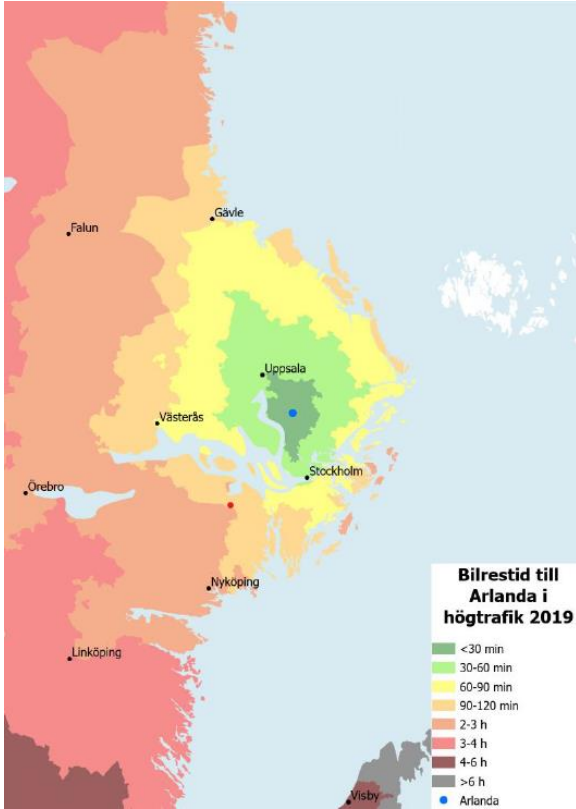 Gävle
Falun
Uppsala
Västerås
Stockholm
Örebro
Nyköping
Linköping
Visby
Bilrestid till
Arlanda i
högtrafik 2019
<30 min
30-60 min
60-90 min
90-120 min
2-3 h
3-4 h
4-6 h
>6 h
Arlanda